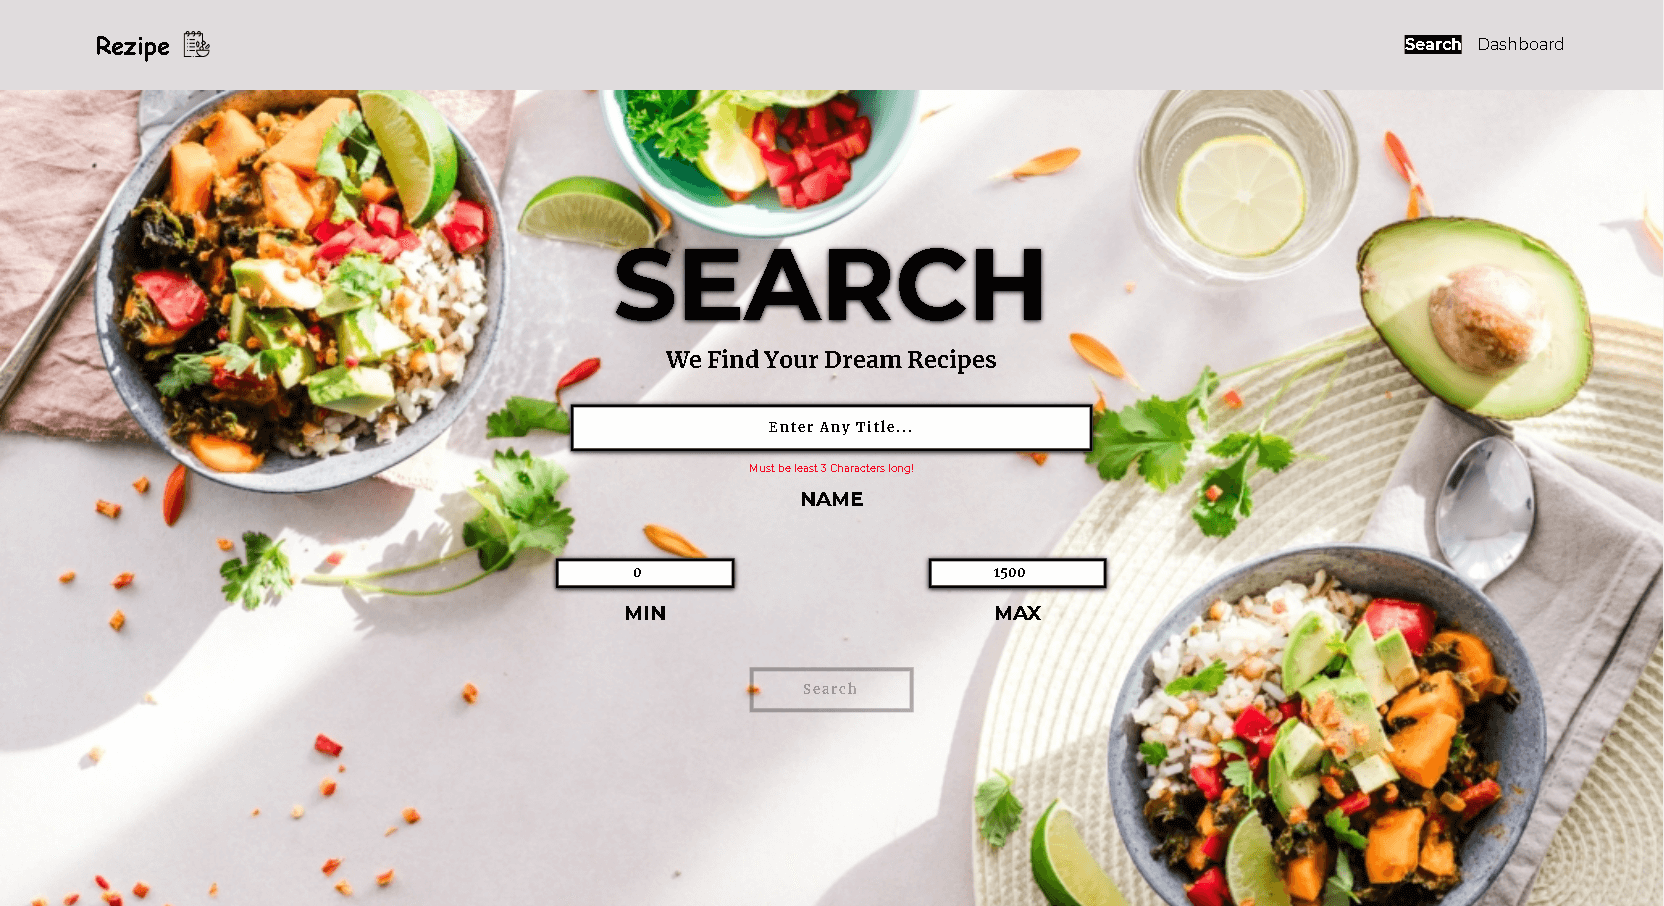 Rezipe
Search Dashboard
SEARCH
We Find Your Dream Recipes
Enter Any Title...
Must be least 3 Characters long!
NAME
0 1500
MIN MAX
Search